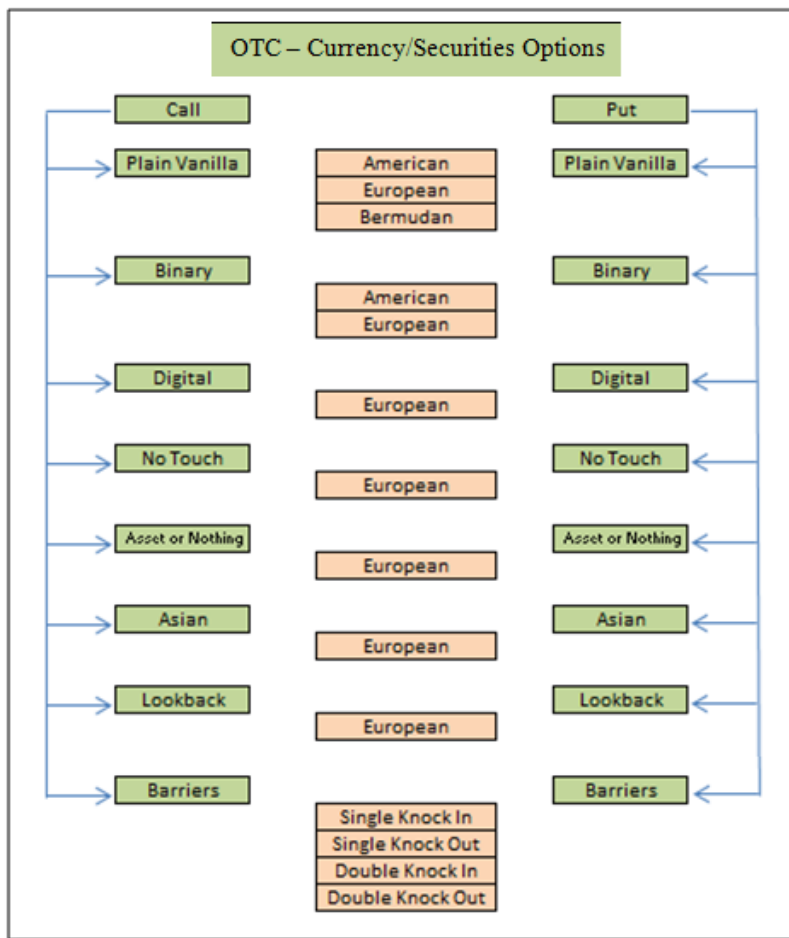 OTC – Currency/Securities Options
Call Put
Plain Vanilla American Plain Vanilla
European
Bermudan
Binary Binary
American
European
Digital Digital
European
No Touch No Touch
European
Asset or Nothing Asset or Nothing
European
Asian Asian
European
Lookback Lookback
European
Barriers Barriers
Single Knock In
Single Knock Out
Double Knock In
Double Knock Out